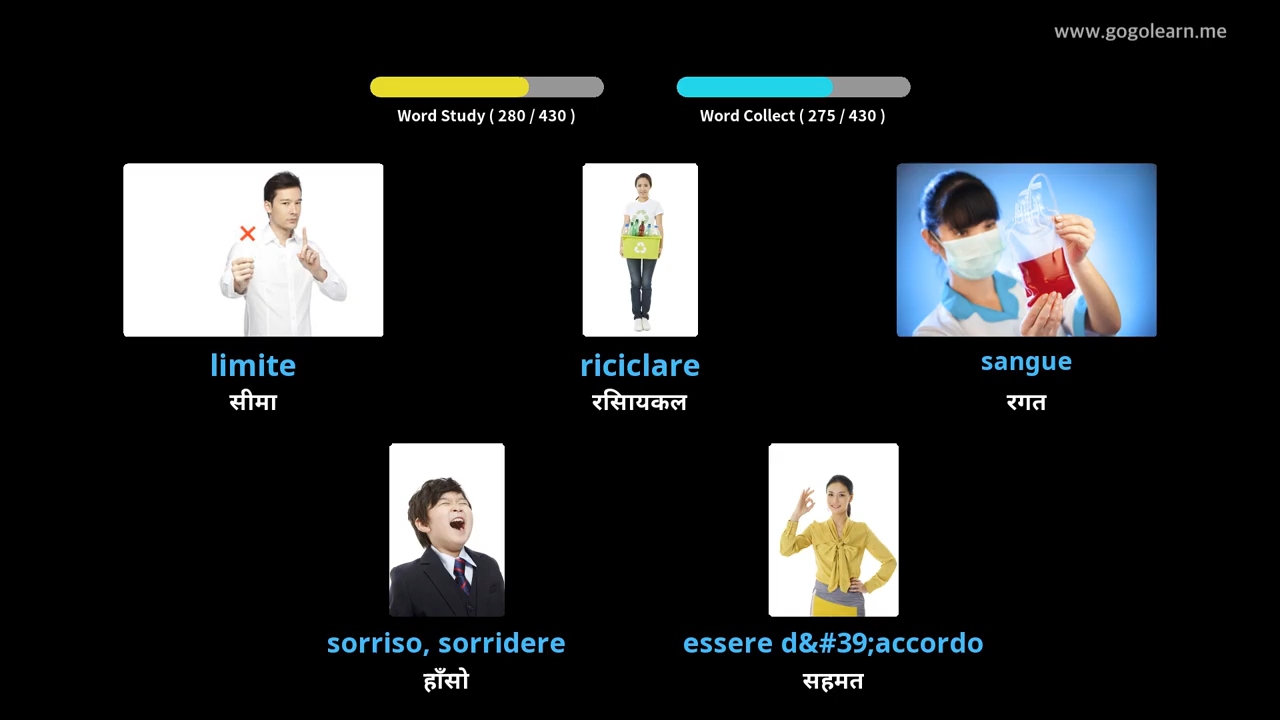 www.gogolearn.me
Word Study ( 280 / 430 )
Word Collect ( 275 / 430 )
limite
सीमा
riciclare
रिसायकल
sangue
रगत
sorriso, sorridere
हाँसो
essere d&#39;accordo
सहमत